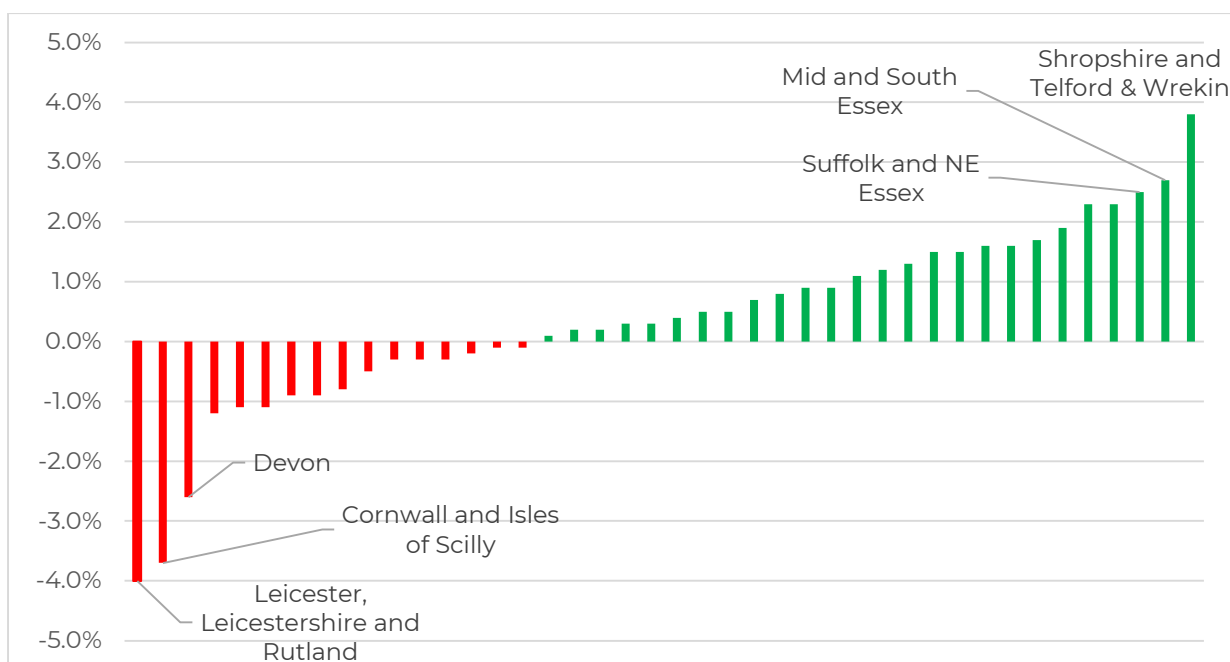 5.0%
4.0%
3.0%
2.0%
1.0%
0.0%
-1.0%
-2.0%
-3.0%
-4.0%
-5.0%
Shropshire and
Telford & Wrekin
Mid and South
Essex
Suffolk and NE
Essex
Devon
Cornwall and Isles
of Scilly
Leicester,
Leicestershire and
Rutland